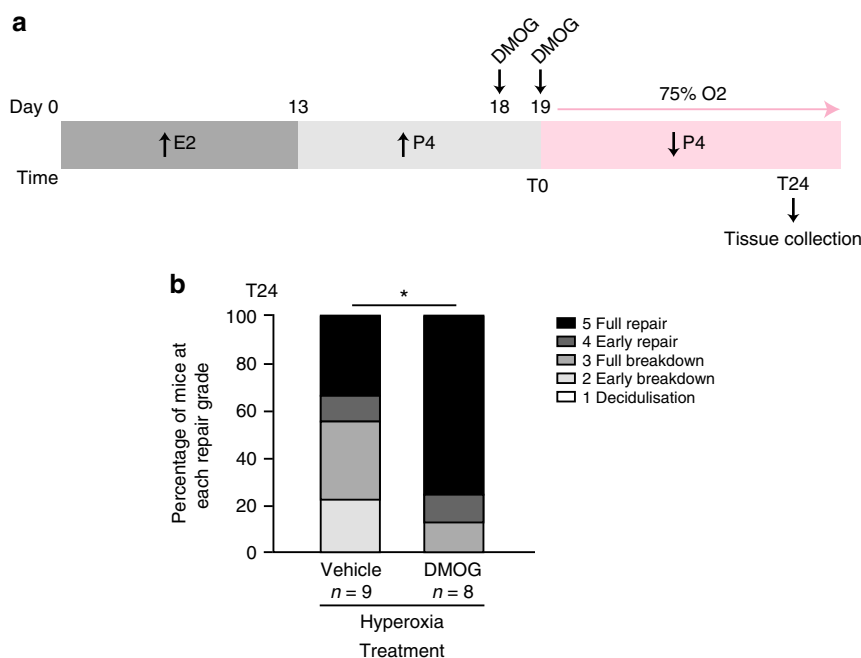 a
DMOG
DMOG
Day 0
13
18
19
75% O2
E2
P4
P4
Time
T0
T24
Tissue collection
b
T24
*
100
80
60
40
20
0
Percentage of mice at
each repair grade
5 Full repair
4 Early repair
3 Full breakdown
2 Early breakdown
1 Decidulisation
Vehicle
DMOG
n = 9
n = 8
Hyperoxia
Treatment